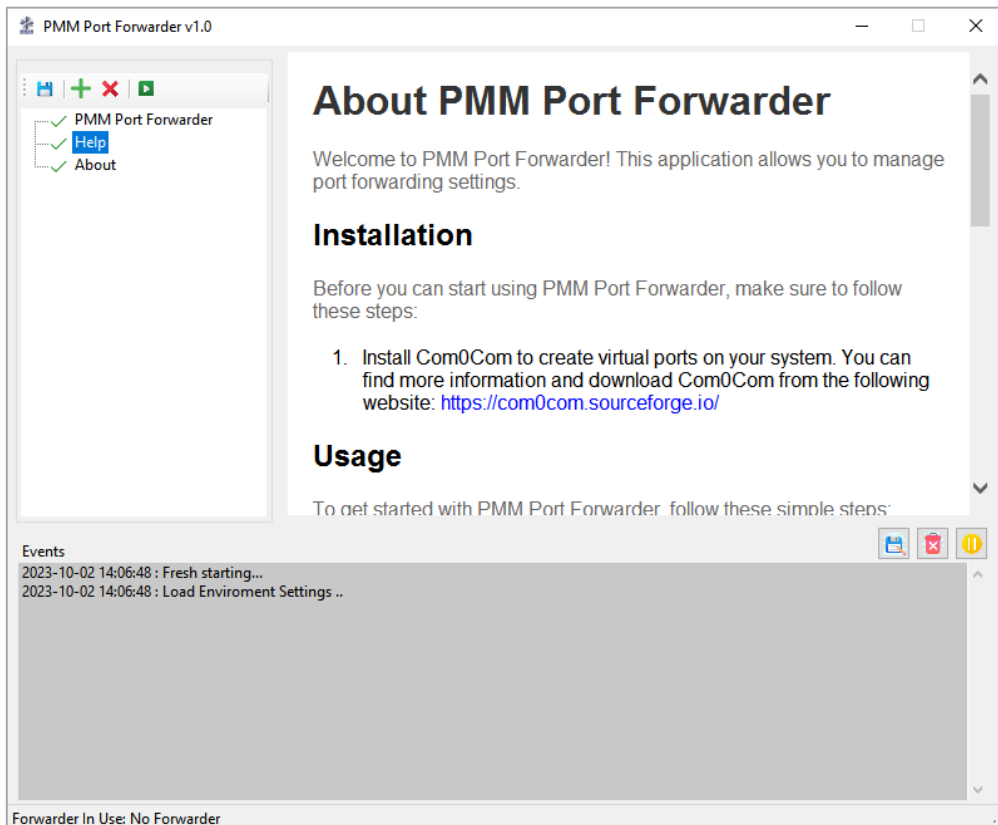 PMM Port Forwarder v1.0
PMM Port Forwarder
Help
About
About PMM Port Forwarder
Welcome to PMM Port Forwarder! This application allows you to manage
port forwarding settings.
Installation
Before you can start using PMM Port Forwarder, make sure to follow
these steps:
1. Install Com0Com to create virtual ports on your system. You can
find more information and download Com0Com from the following
website: https://com0com.sourceforge.io/
Usage
To get started with PMM Port Forwarder, follow these simple steps:
Events
2023-10-02 14:06:48 : Fresh starting...
2023-10-02 14:06:48 : Load Enviroment Settings ..
Forwarder In Use: No Forwarder